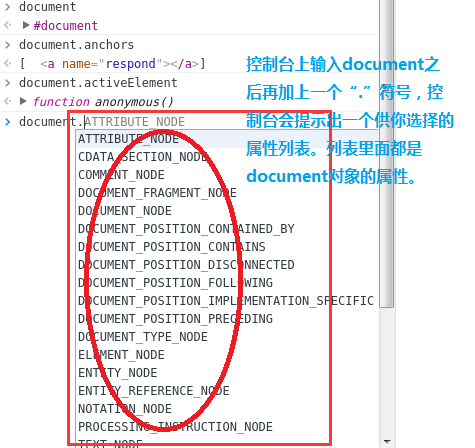 document
#document
document.anchors
[ <a name="respond"></a>]
document.activeElement
function anonymous()
document.ATTRIBUTE_NODE
控制台上输入document之
后再加上一个“.”符号，控
制台会提示出一个供你选择的
属性列表。列表里面都是
document对象的属性。
ATTRIBUTE_NODE
CDATA_SECTION_NODE
COMMENT_NODE
DOCUMENT_FRAGMENT_NODE
DOCUMENT_NODE
DOCUMENT_POSITION_CONTAINED_BY
DOCUMENT_POSITION_CONTAINS
DOCUMENT_POSITION_DISCONNECTED
DOCUMENT_POSITION_FOLLOWING
DOCUMENT_POSITION_IMPLEMENTATION_SPECIFIC
DOCUMENT_POSITION_PRECEDING
DOCUMENT_TYPE_NODE
ELEMENT_NODE
ENTITY_NODE
ENTITY_REFERENCE_NODE
NOTATION_NODE
PROCESSING_INSTRUCTION_NODE
TEXT_NODE